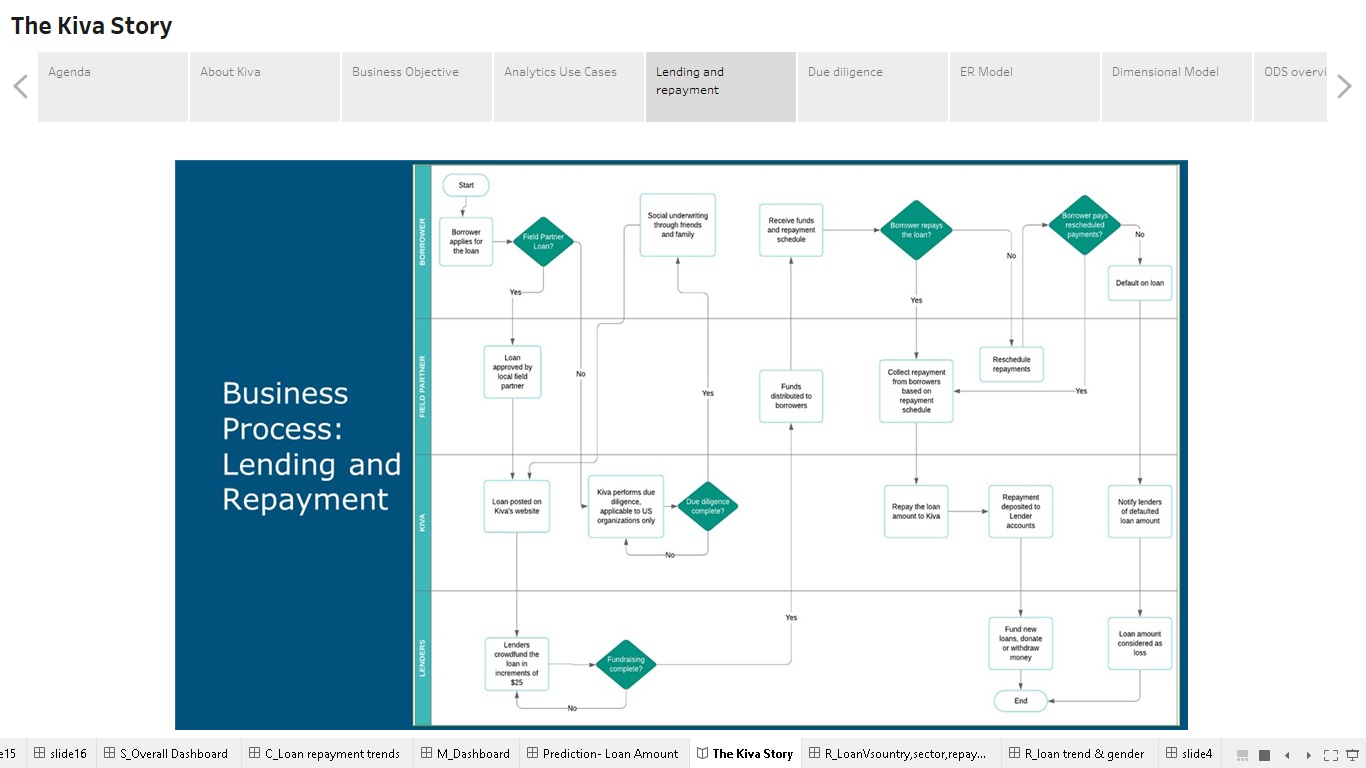 The Kiva Story
Agenda
About Kiva
Business Objective
Analytics Use Cases
Lending and
repayment
Due diligence
ER Model
Dimensional Model
ODS overvi
Business
Process:
Lending and
Repayment
BORROWER
Start
Borrower
applies for
the loan
Field Partner
Loan?
Yes
No
Social underwriting
through friends
and family
Receive funds
and repayment
schedule
Borrower repays
the loan?
Yes
No
Borrower pays
rescheduled
payments?
No
Default on loan
FIELD PARTNER
Loan
approved by
local field
partner
Yes
Funds
distributed to
borrowers
Collect repayment
from borrowers
based on
repayment
schedule
Reschedule
repayments
Yes
KIVA
Loan posted on
Kiva's website
Kiva performs due
diligence,
applicable to US
organizations only
Due diligence
complete?
No
Repay the loan
amount to Kiva
Repayment
deposited to
Lender
accounts
Notify lenders
of defaulted
loan amount
LENDERS
Lenders
crowdfund the
loan in
increments of
$25
Fundraising
complete?
No
Yes
Fund new
loans, donate
or withdraw
money
Loan amount
considered as
loss
End
e15
slide16
S_Overall Dashboard
C_Loan repayment trends
M_Dashboard
Prediction- Loan Amount
The Kiva Story
R_LoanVsountry,sector,repay...
R_loan trend & gender
slide4